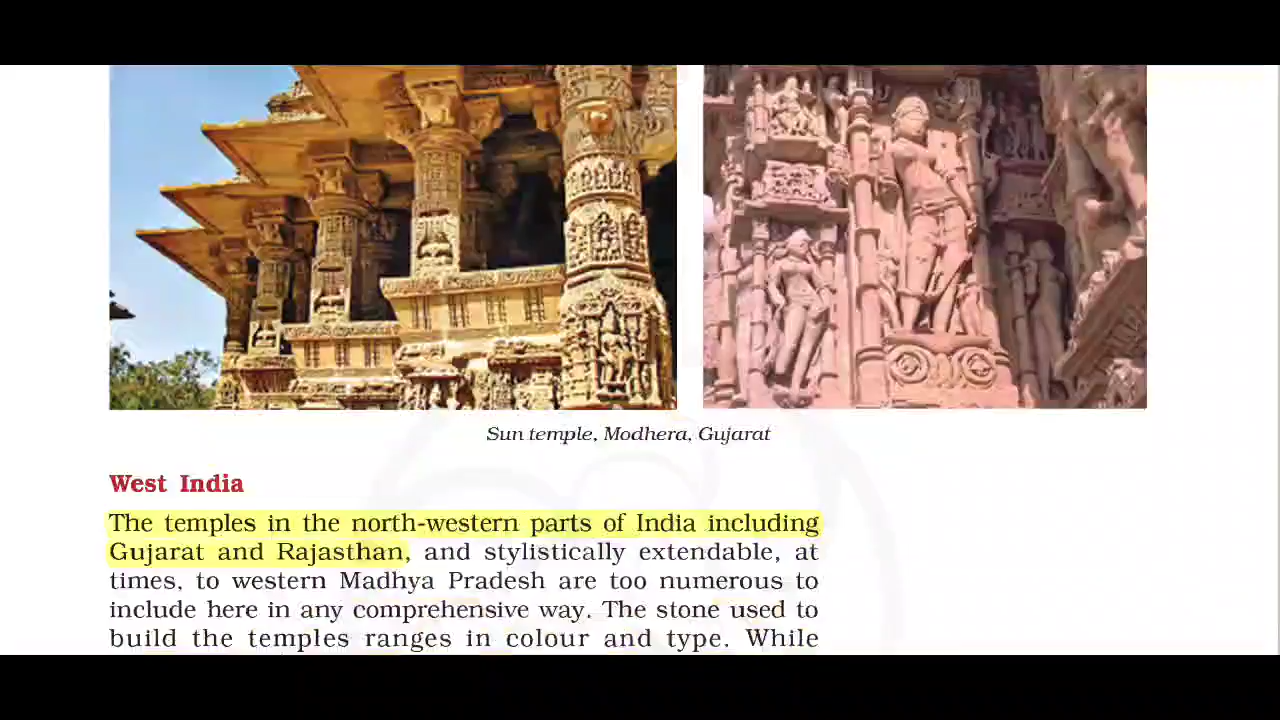 Sun temple, Modhera, Gujarat
West India
The temples in the north-western parts of India including
Gujarat and Rajasthan, and stylistically extendable, at
times, to western Madhya Pradesh are too numerous to
include here in any comprehensive way. The stone used to
build the temples ranges in colour and type. While